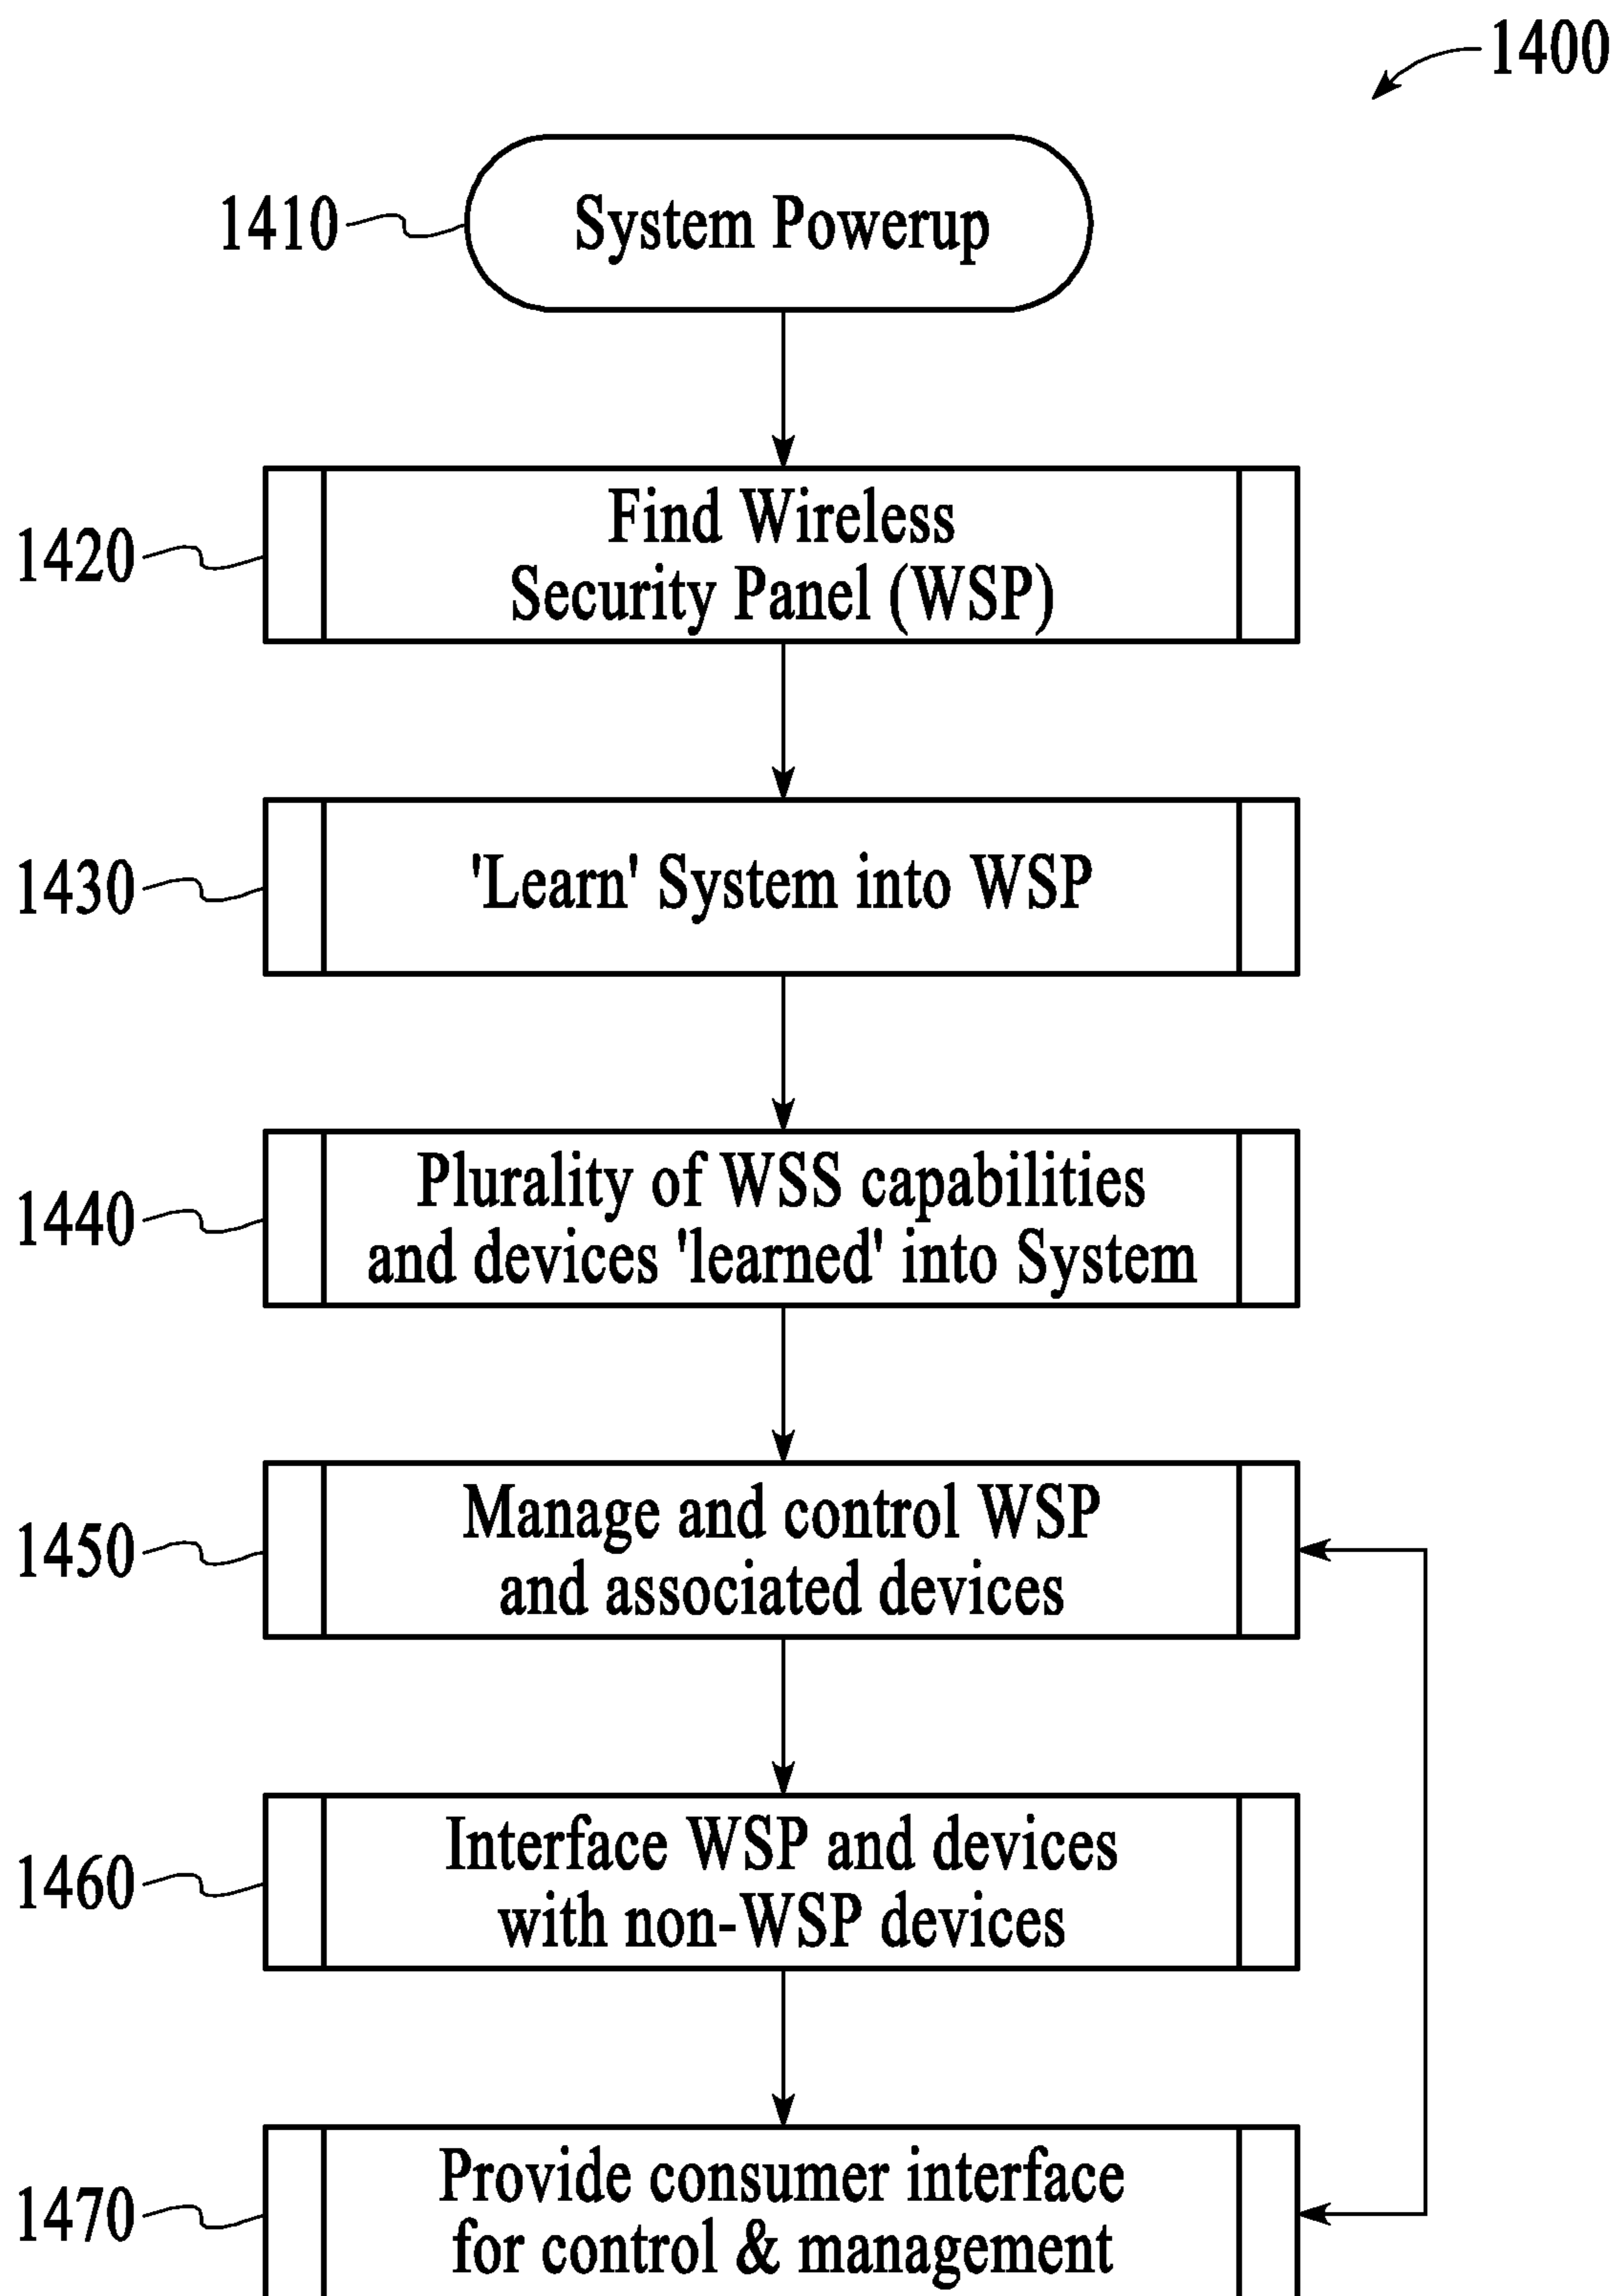 1400
1410
System Powerup
1420
Find Wireless
Security Panel (WSP)
1430
'Learn' System into WSP
1440
Plurality of WSS capabilities
and devices 'learned' into System
1450
Manage and control WSP
and associated devices
1460
Interface WSP and devices
with non-WSP devices
1470
Provide consumer interface
for control & management